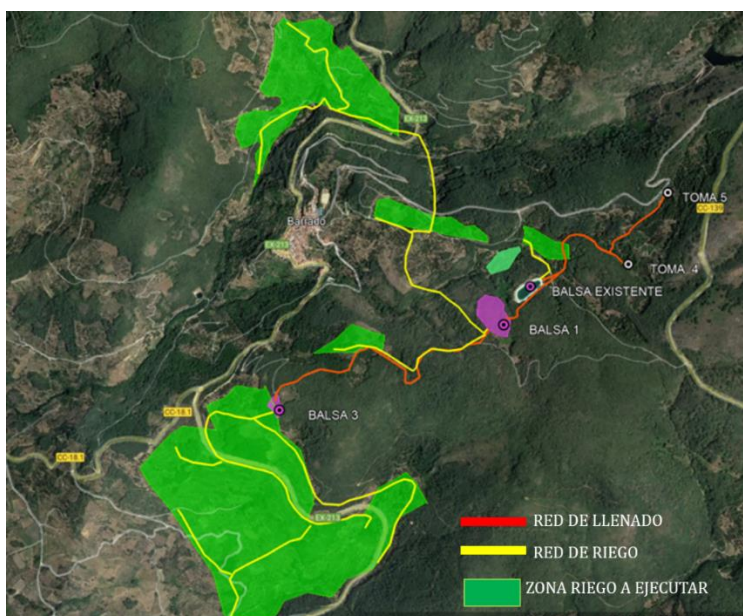 EX-213
Barrado
EX-213
TOMA 5
CC-139
TOMA 4
BALSA EXISTENTE
BALSA 1
BALSA 3
CC-18.1
CC-18.1
EX-213
RED DE LLENADO
RED DE RIEGO
ZONA RIEGO A EJECUTAR